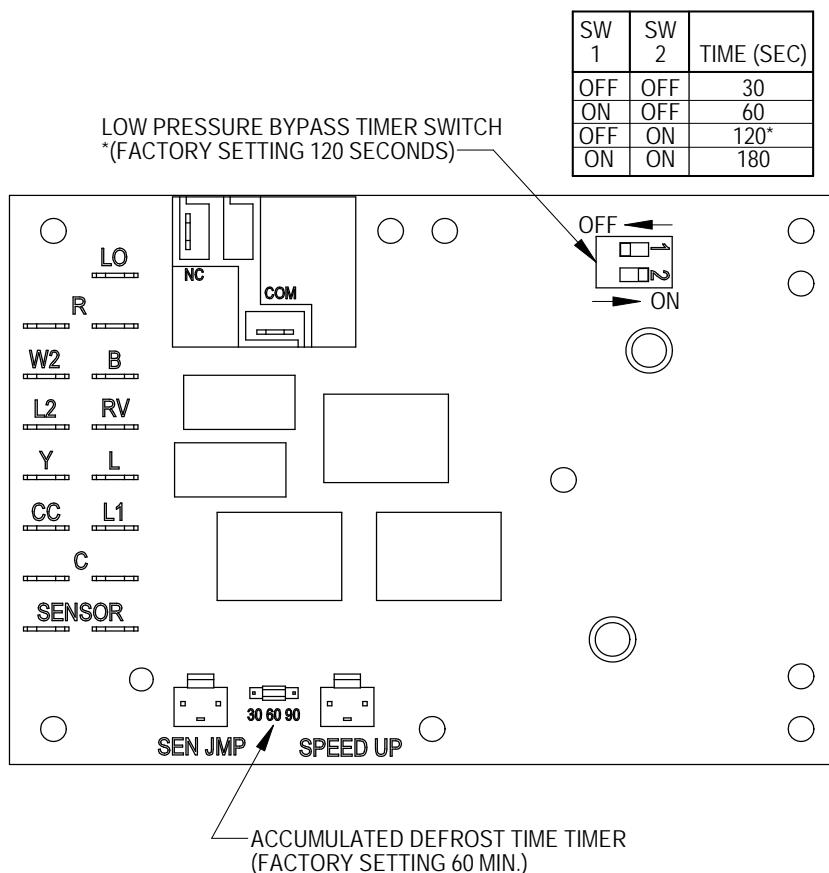 SW 1 SW 2 TIME (SEC)
OFF OFF 30
ON OFF 60
OFF ON 120*
ON ON 180
LOW PRESSURE BYPASS TIMER SWITCH
*(FACTORY SETTING 120 SECONDS)
OFF
1
2
ON
LO
NC
COM
R
W2 B
L2 RV
Y L
CC L1
C
SENSOR
30 60 90
SEN JMP SPEED UP
ACCUMULATED DEFROST TIME TIMER
(FACTORY SETTING 60 MIN.)